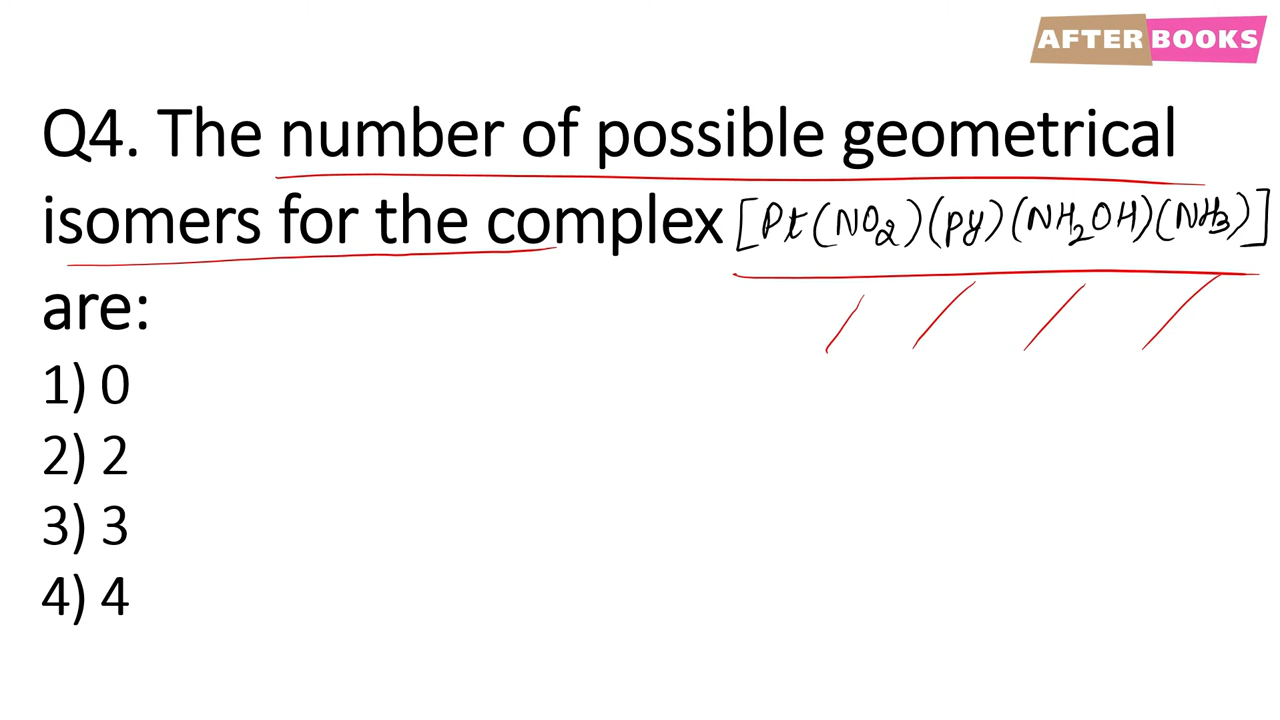 AFTER BOOKS
Q4. The number of possible geometrical
isomers for the complex [Pt(NO2)(py)(NH2OH)(NH3)]
are:
1) 0
2) 2
3) 3
4) 4